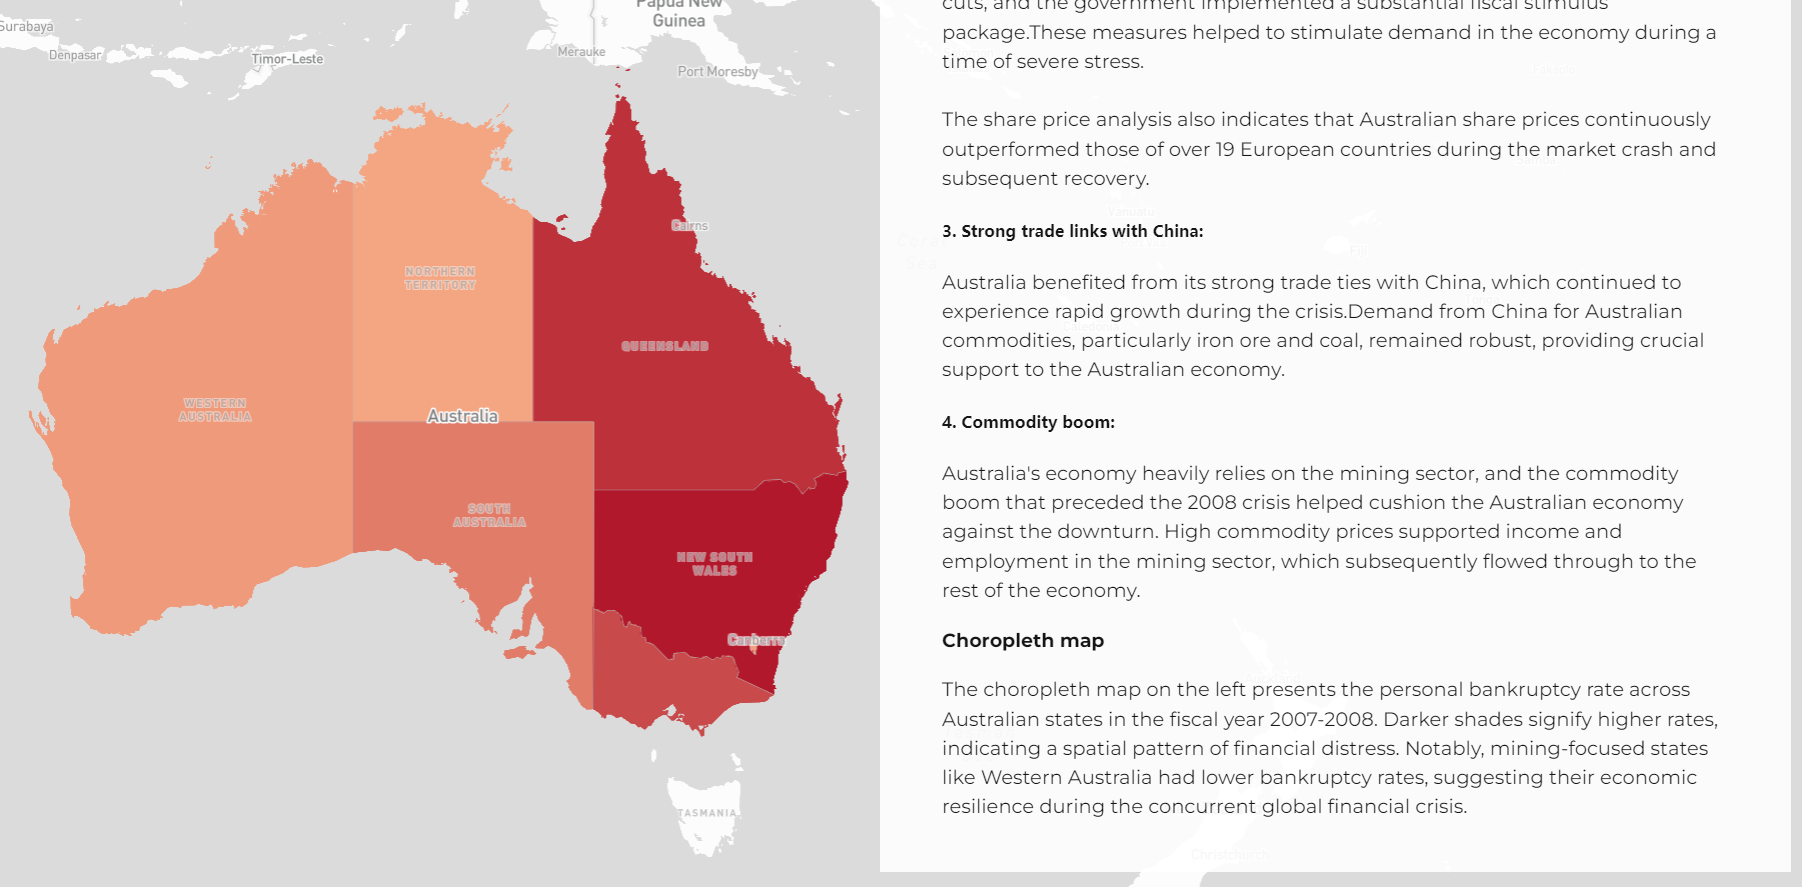 Surabaya
Denpasar
Timor-Leste
Papua New
Guinea
Merauke
Port Moresby
Cairns
NORTHERN
TERRITORY
QUEENSLAND
WESTERN
AUSTRALIA
Australia
SOUTH
AUSTRALIA
NEW SOUTH
WALES
Canberra
TASMANIA
cuts, and the government implemented a substantial fiscal stimulus
package.These measures helped to stimulate demand in the economy during a
time of severe stress.
The share price analysis also indicates that Australian share prices continuously
outperformed those of over 19 European countries during the market crash and
subsequent recovery.
3. Strong trade links with China:
Australia benefited from its strong trade ties with China, which continued to
experience rapid growth during the crisis.Demand from China for Australian
commodities, particularly iron ore and coal, remained robust, providing crucial
support to the Australian economy.
4. Commodity boom:
Australia's economy heavily relies on the mining sector, and the commodity
boom that preceded the 2008 crisis helped cushion the Australian economy
against the downturn. High commodity prices supported income and
employment in the mining sector, which subsequently flowed through to the
rest of the economy.
Choropleth map
The choropleth map on the left presents the personal bankruptcy rate across
Australian states in the fiscal year 2007-2008. Darker shades signify higher rates,
indicating a spatial pattern of financial distress. Notably, mining-focused states
like Western Australia had lower bankruptcy rates, suggesting their economic
resilience during the concurrent global financial crisis.
Vanuatu
Fiji
Christchurch